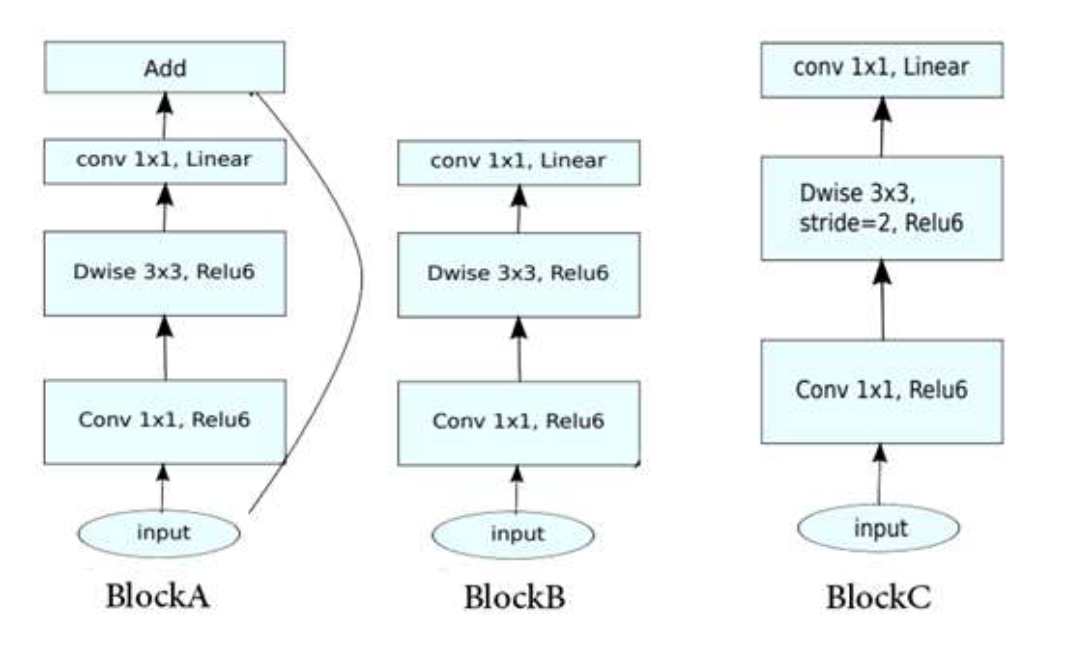 Add
conv 1x1, Linear
Dwise 3x3, Relu6
Conv 1x1, Relu6
input
BlockA
conv 1x1, Linear
Dwise 3x3, Relu6
Conv 1x1, Relu6
input
BlockB
conv 1x1, Linear
Dwise 3x3,
stride=2, Relu6
Conv 1x1, Relu6
input
BlockC